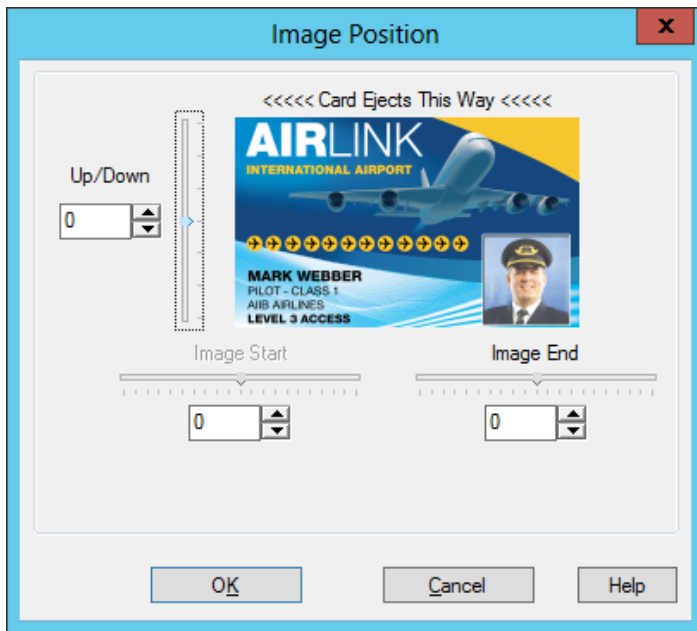 Image Position
x
<<<<< Card Ejects This Way <<<<<
AIRLINK
INTERNATIONAL AIRPORT
Up/Down
0
MARK WEBBER
PILOT - CLASS 1
AIIB AIRLINES
LEVEL 3 ACCESS
Image Start
Image End
0
0
OK
Cancel
Help